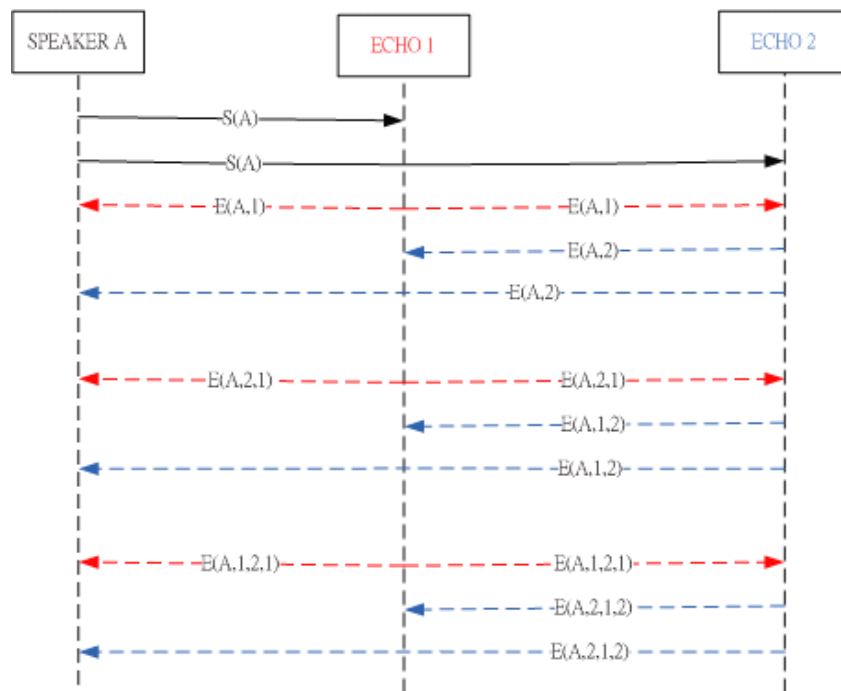 SPEAKER A
ECHO 1
ECHO 2
S(A)
S(A)
E(A,1)
E(A,1)
E(A,2)
E(A,2)
E(A,2,1)
E(A,2,1)
E(A,1,2)
E(A,1,2)
E(A,1,2,1)
E(A,1,2,1)
E(A,2,1,2)
E(A,2,1,2)